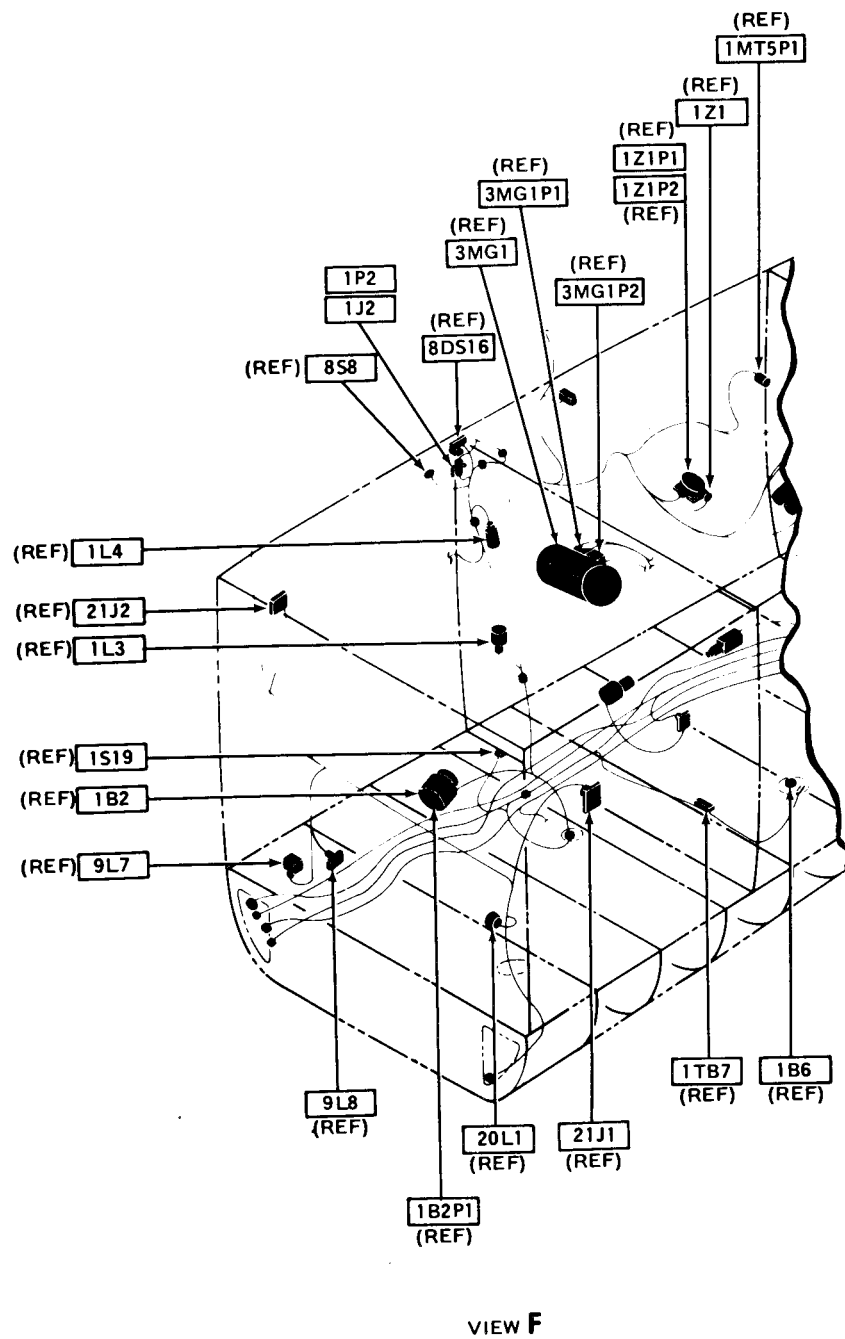 (REF)
1MT5P1
(REF)
1Z1
(REF)
1Z1P1
1Z1P2
(REF)
(REF)
3MG1P1
(REF)
3MG1
(REF)
3MG1P2
1P2
1J2
(REF)
8DS16
(REF) 8S8
(REF) 1L4
(REF) 21J2
(REF) 1L3
(REF) 1S19
(REF) 1B2
(REF) 9L7
9L8
(REF)
1B2P1
(REF)
20L1
(REF)
21J1
(REF)
1TB7
(REF)
1B6
(REF)
VIEW F